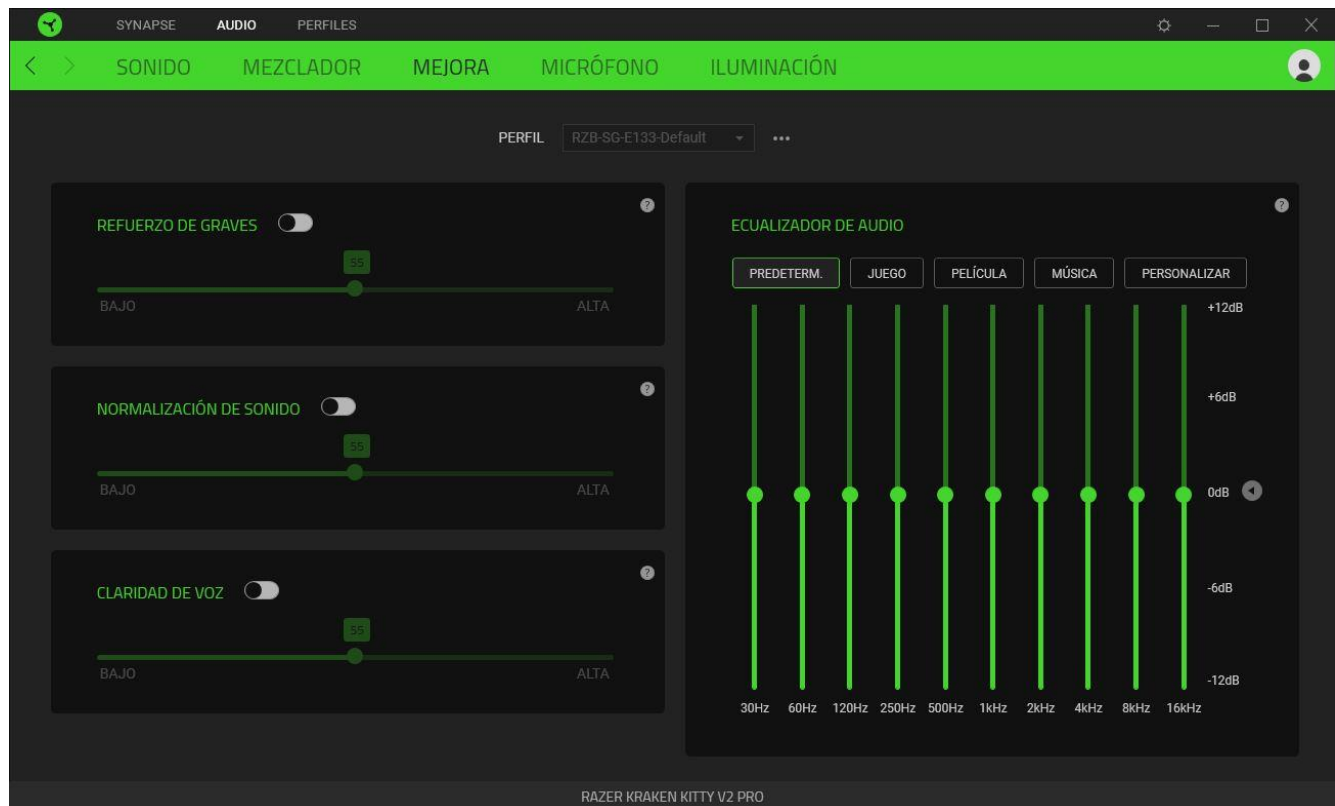 SYNAPSE AUDIO PERFILES
SONIDO MEZCLADOR MEJORA MICRÓFONO ILUMINACIÓN
PERFIL RZB-SG-E133-Default
REFUERZO DE GRAVES
55
BAJO ALTA
NORMALIZACIÓN DE SONIDO
55
BAJO ALTA
CLARIDAD DE VOZ
55
BAJO ALTA
ECUALIZADOR DE AUDIO
PREDETERM. JUEGO PELÍCULA MÚSICA PERSONALIZAR
+12dB
+6dB
0dB
-6dB
-12dB
30Hz 60Hz 120Hz 250Hz 500Hz 1kHz 2kHz 4kHz 8kHz 16kHz
RAZER KRAKEN KITTY V2 PRO